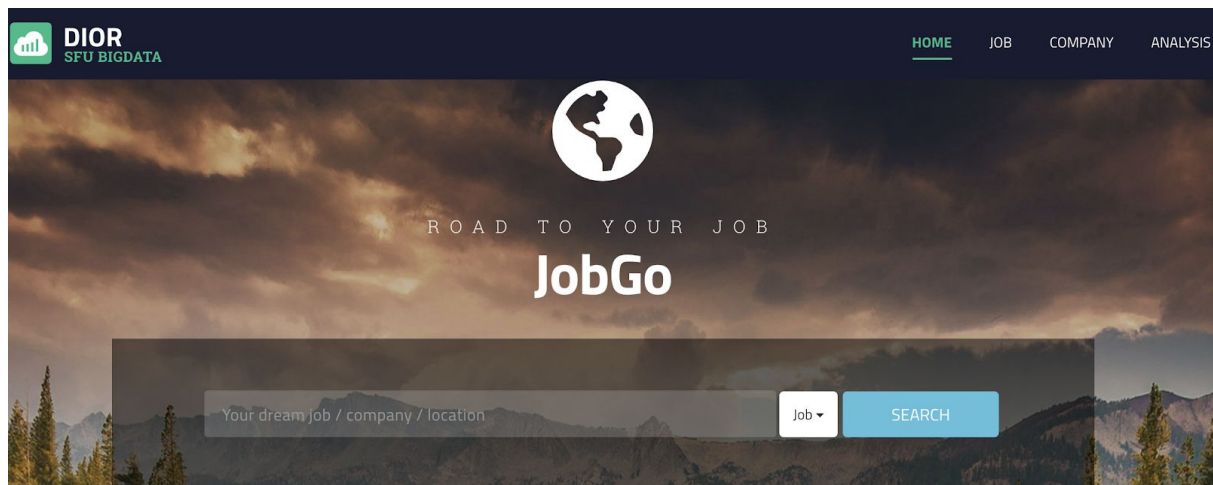 DIOR
SFU BIGDATA
HOME JOB COMPANY ANALYSIS
ROAD TO YOUR JOB
JobGo
Your dream job / company / location
Job
SEARCH